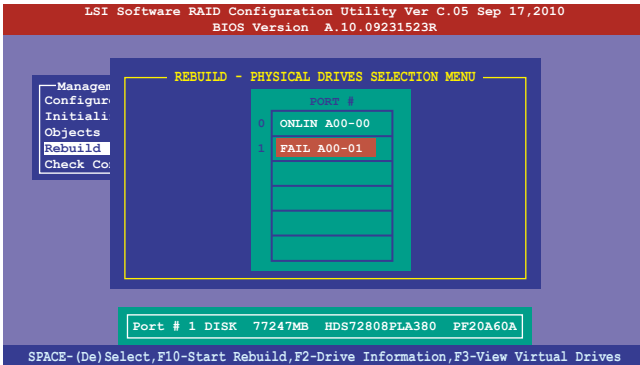 LSI Software RAID Configuration Utility Ver C.05 Sep 17,2010
BIOS Version A.10.09231523R
REBUILD - PHYSICAL DRIVES SELECTION MENU
Managem
Configur
Initiali
Objects
Rebuild
Check Co
PORT #
0 ONLIN A00-00
1 FAIL A00-01
Port # 1 DISK 77247MB HDS72808PLA380 PF20A60A
SPACE-(De)Select,F10-Start Rebuild,F2-Drive Information,F3-View Virtual Drives